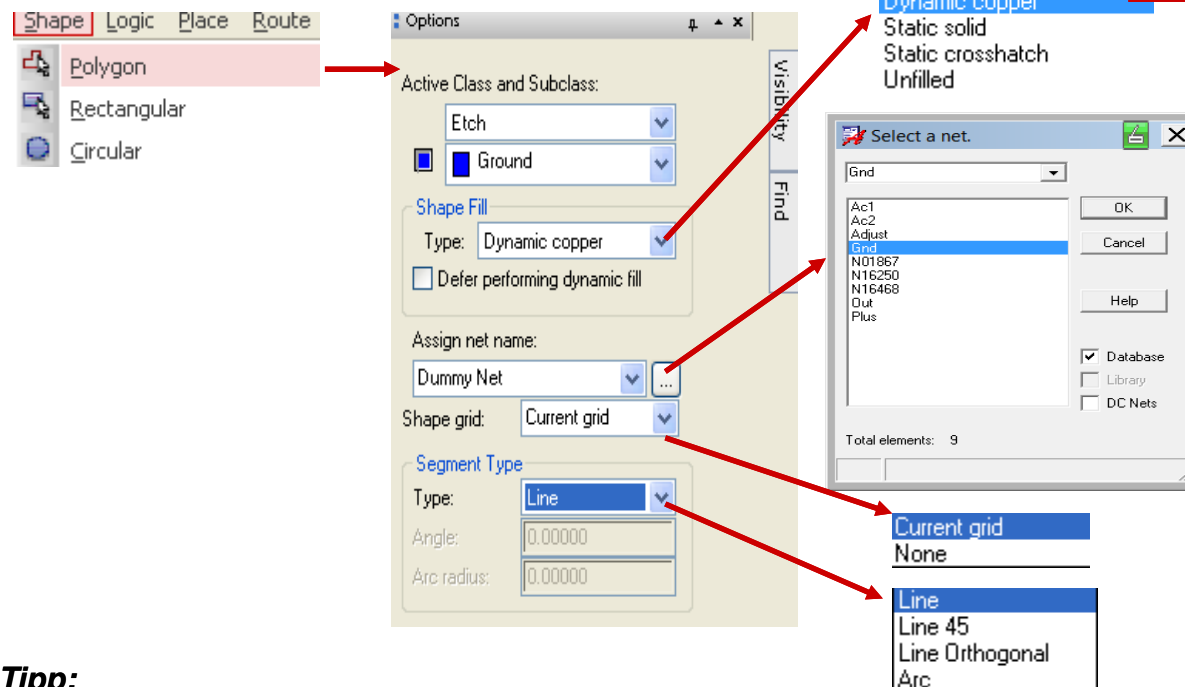 Shape Logic Place Route
Polygon
Rectangular
Circular
Options
Active Class and Subclass:
Etch
Ground
Shape Fill
Type: Dynamic copper
Defer performing dynamic fill
Assign net name:
Dummy Net
...
Shape grid: Current grid
Segment Type
Type: Line
Angle: 0.00000
Arc radius: 0.00000
Visibility
Find
Dynamic copper
Static solid
Static crosshatch
Unfilled
Select a net.
Gnd
Ac1
Ac2
Adjust
Gnd
N01867
N16250
N16468
Out
Plus
OK
Cancel
Help
Database
Library
DC Nets
Total elements: 9
Current grid
None
Line
Line 45
Line Orthogonal
Arc
Tipp: